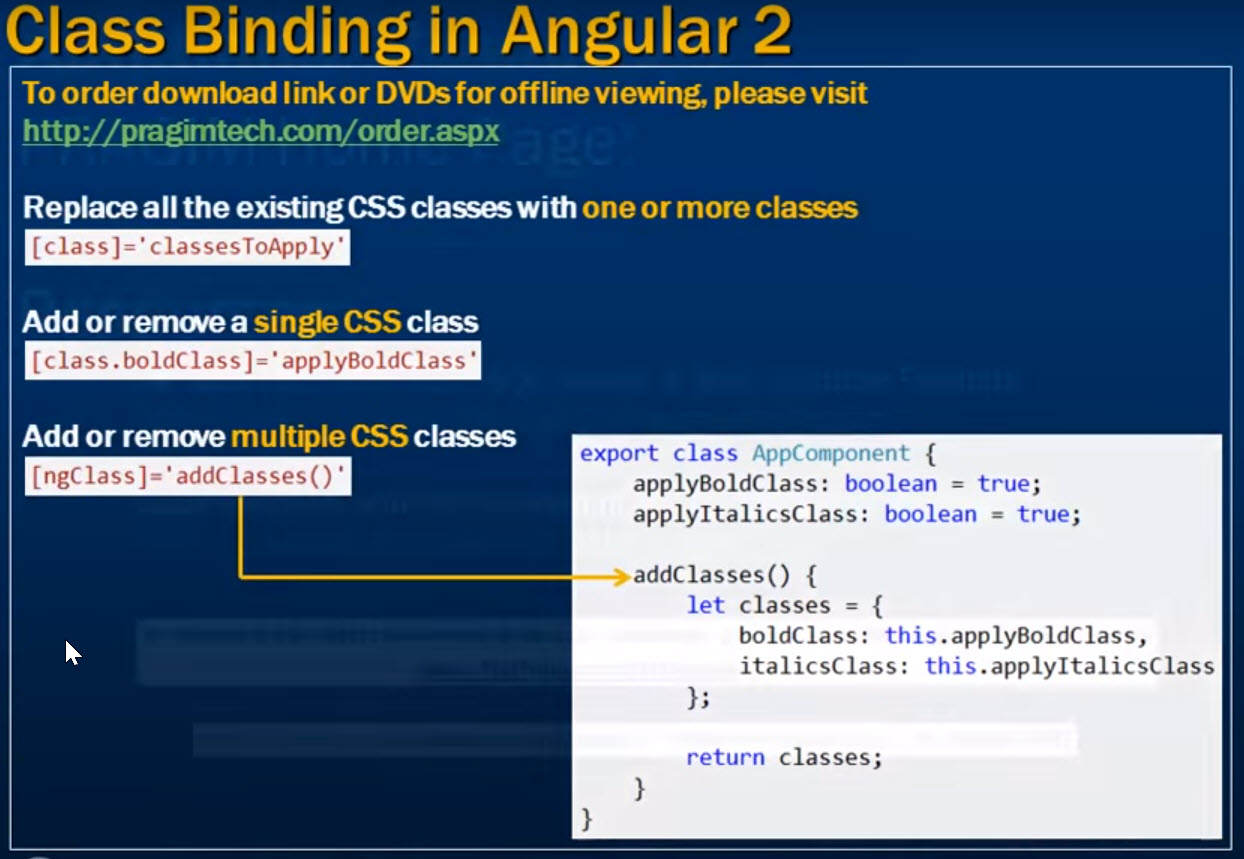 Class Binding in Angular 2
To order download link or DVDs for offline viewing, please visit
http://pragimtech.com/order.aspx
Replace all the existing CSS classes with one or more classes
[class]='classesToApply'
Add or remove a single CSS class
[class.boldClass]='applyBoldClass'
Add or remove multiple CSS classes
[ngClass]='addClasses()'
export class AppComponent {
applyBoldClass: boolean = true;
applyItalicsClass: boolean = true;
addClasses() {
let classes = {
boldClass: this.applyBoldClass,
italicsClass: this.applyItalicsClass
};
return classes;
}
}